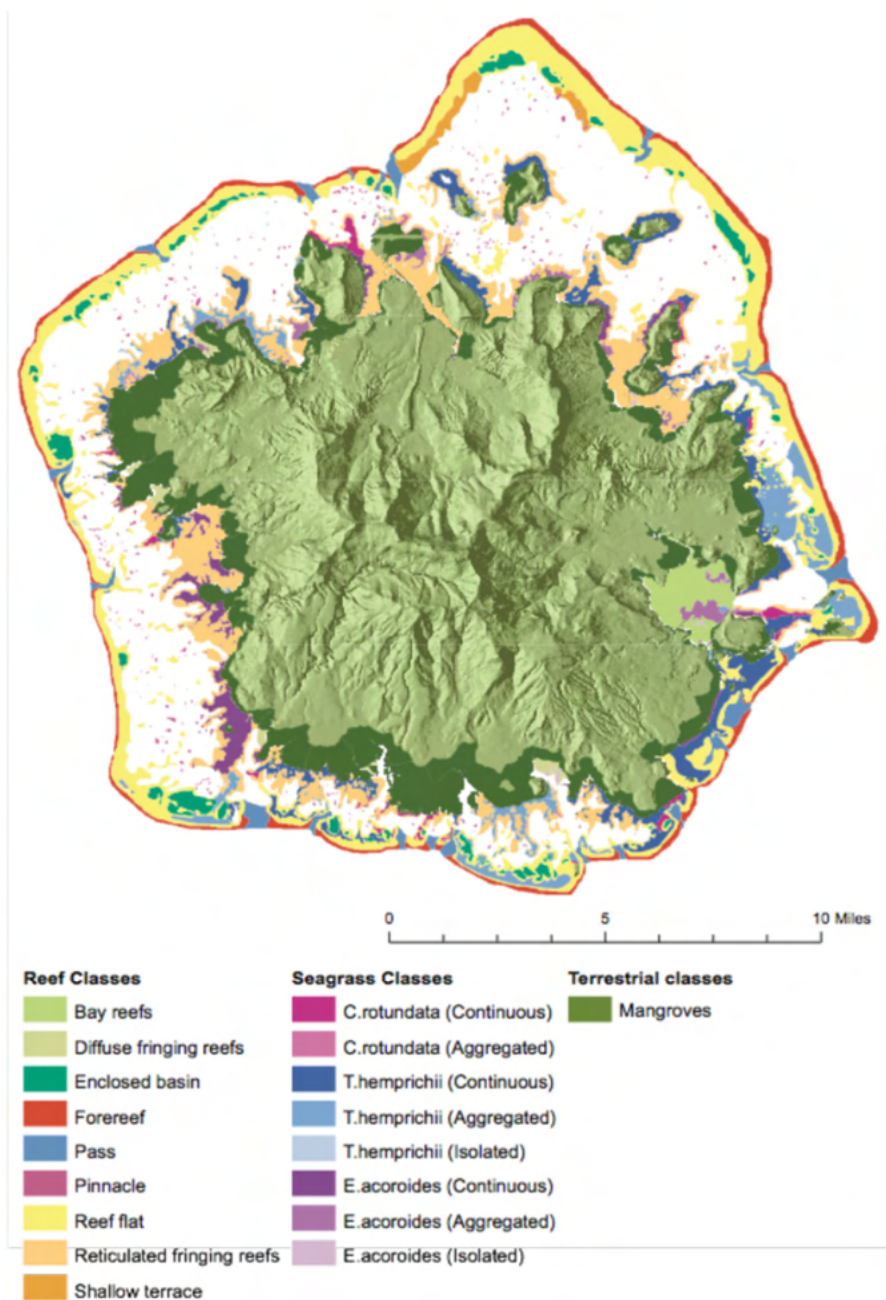 0 5 10 Miles
Reef Classes
Bay reefs
Diffuse fringing reefs
Enclosed basin
Forereef
Pass
Pinnacle
Reef flat
Reticulated fringing reefs
Shallow terrace
Seagrass Classes
C.rotundata (Continuous)
C.rotundata (Aggregated)
T.hemprichii (Continuous)
T.hemprichii (Aggregated)
T.hemprichii (Isolated)
E.acoroides (Continuous)
E.acoroides (Aggregated)
E.acoroides (Isolated)
Terrestrial classes
Mangroves